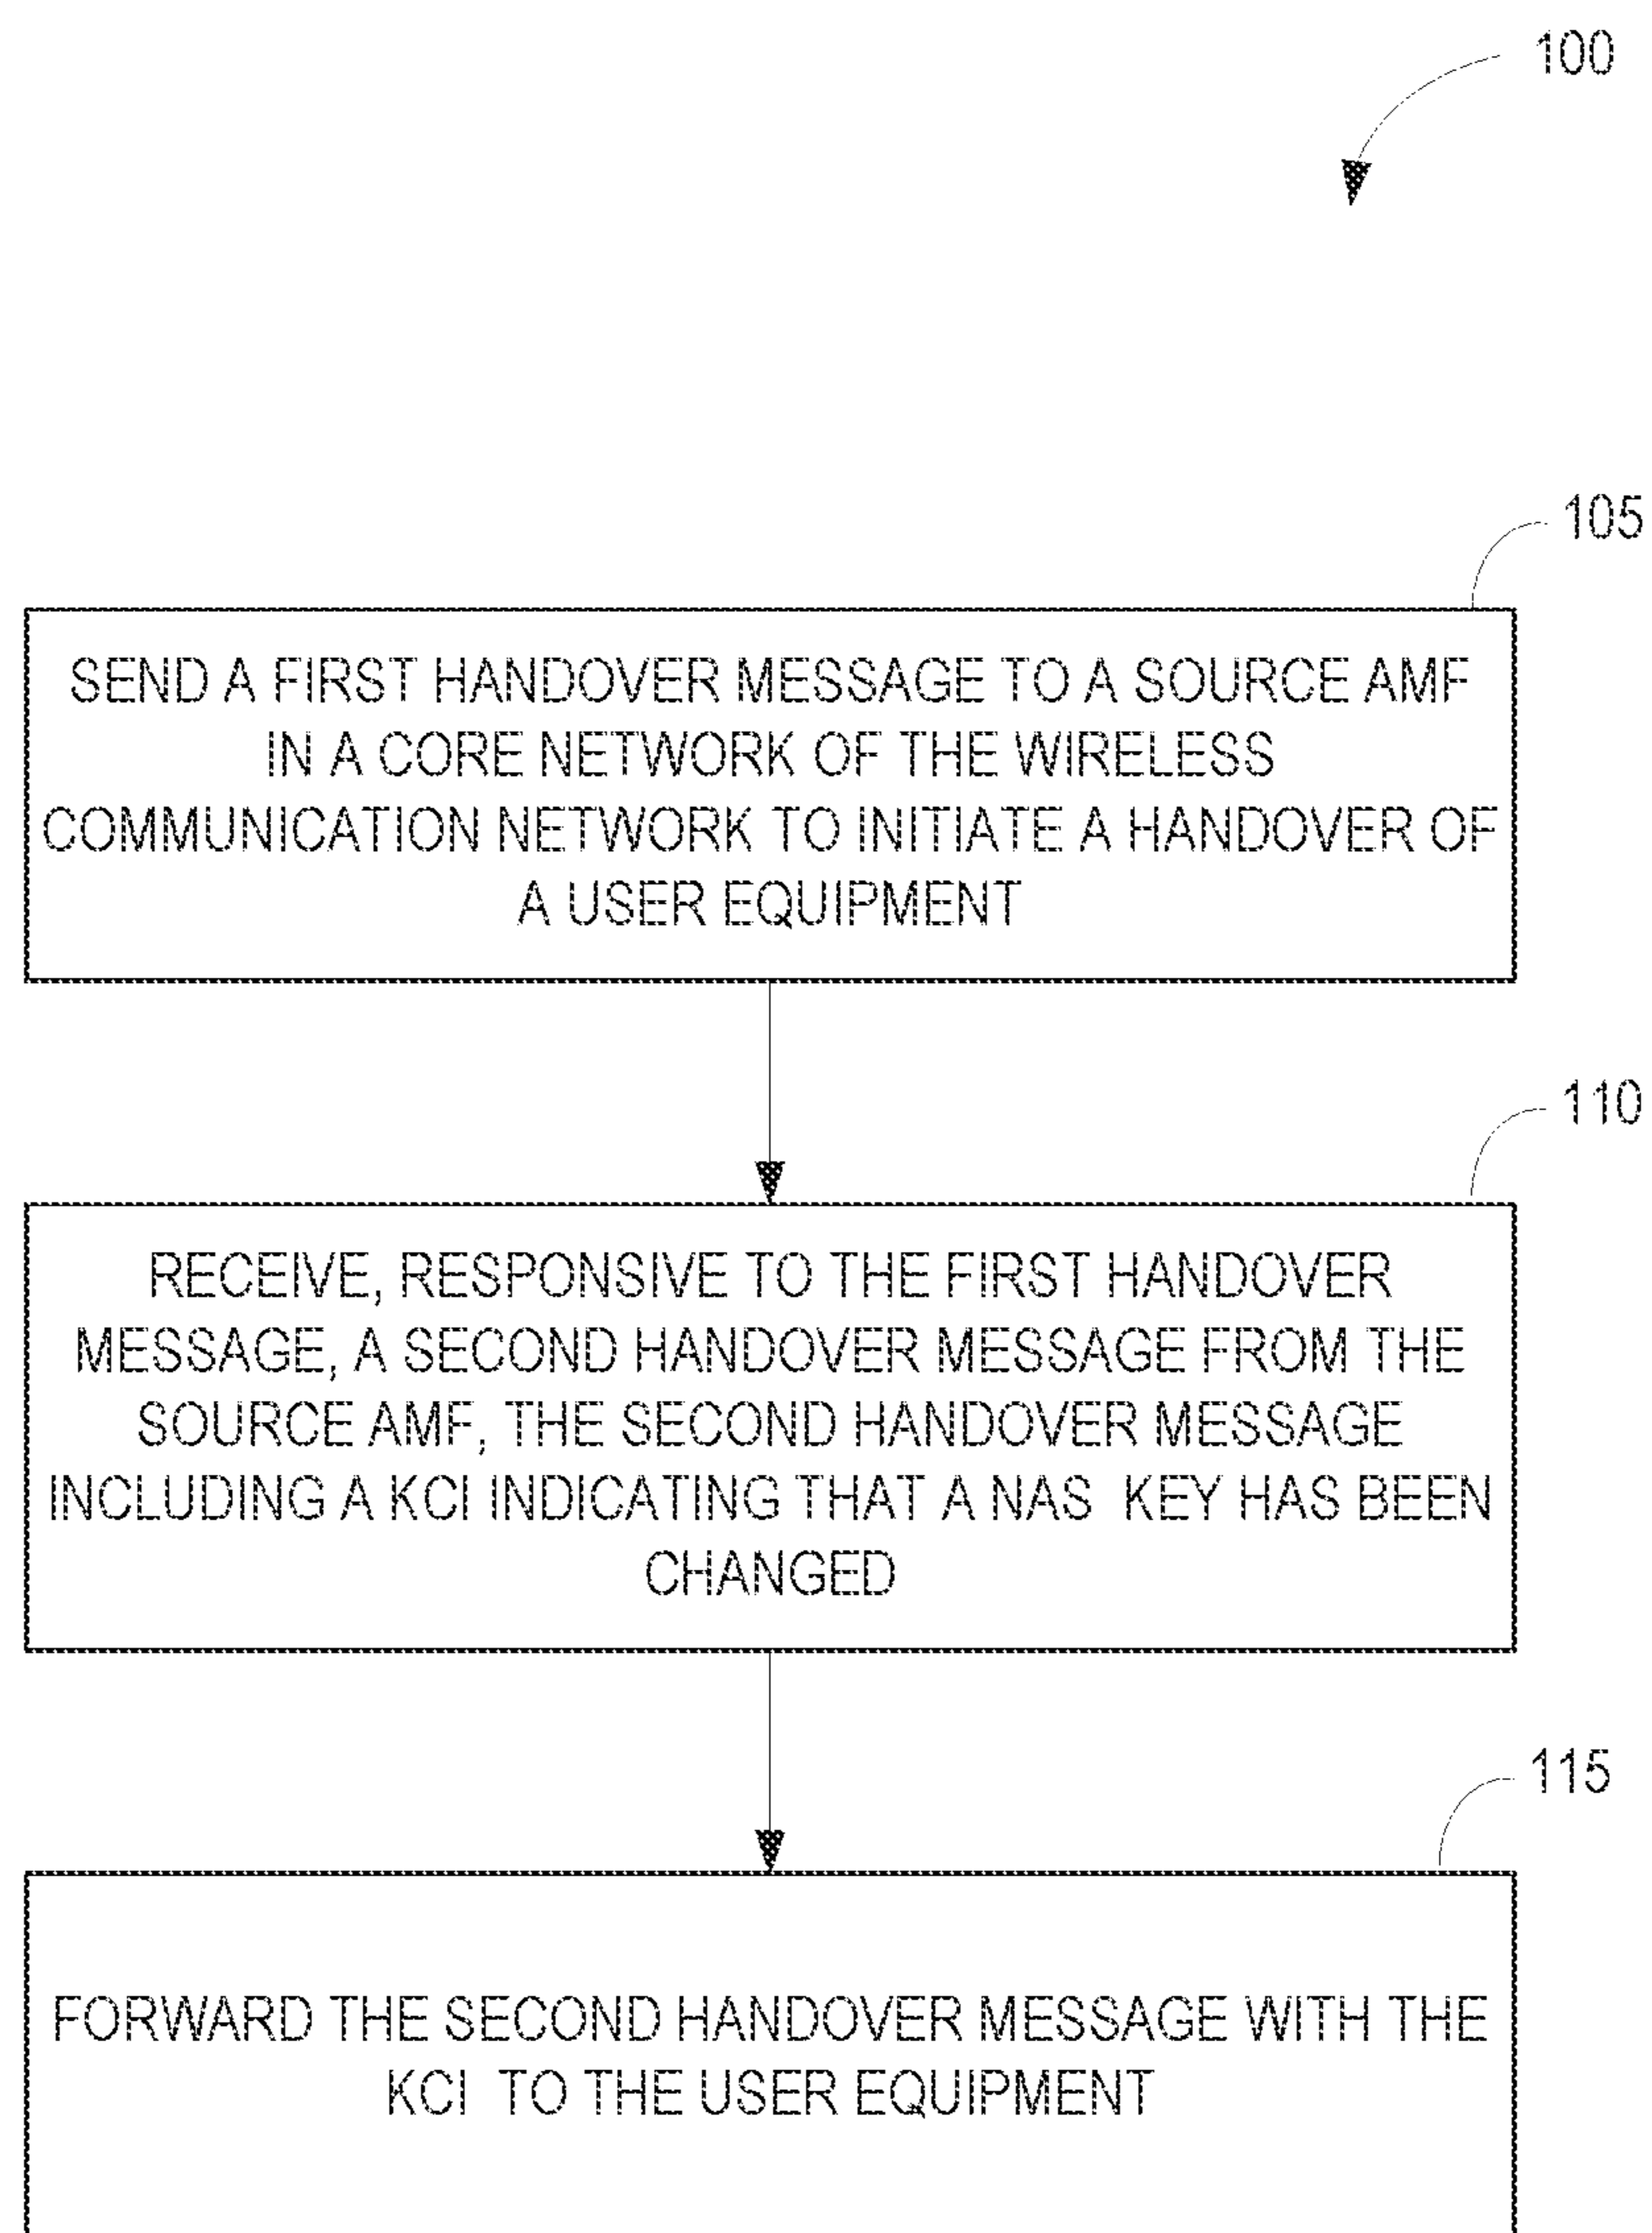 100
105
SEND A FIRST HANDOVER MESSAGE TO A SOURCE AMF
IN A CORE NETWORK OF THE WIRELESS
COMMUNICATION NETWORK TO INITIATE A HANDOVER OF
A USER EQUIPMENT
110
RECEIVE, RESPONSIVE TO THE FIRST HANDOVER
MESSAGE, A SECOND HANDOVER MESSAGE FROM THE
SOURCE AMF, THE SECOND HANDOVER MESSAGE
INCLUDING A KCI INDICATING THAT A NAS KEY HAS BEEN
CHANGED
115
FORWARD THE SECOND HANDOVER MESSAGE WITH THE
KCI TO THE USER EQUIPMENT